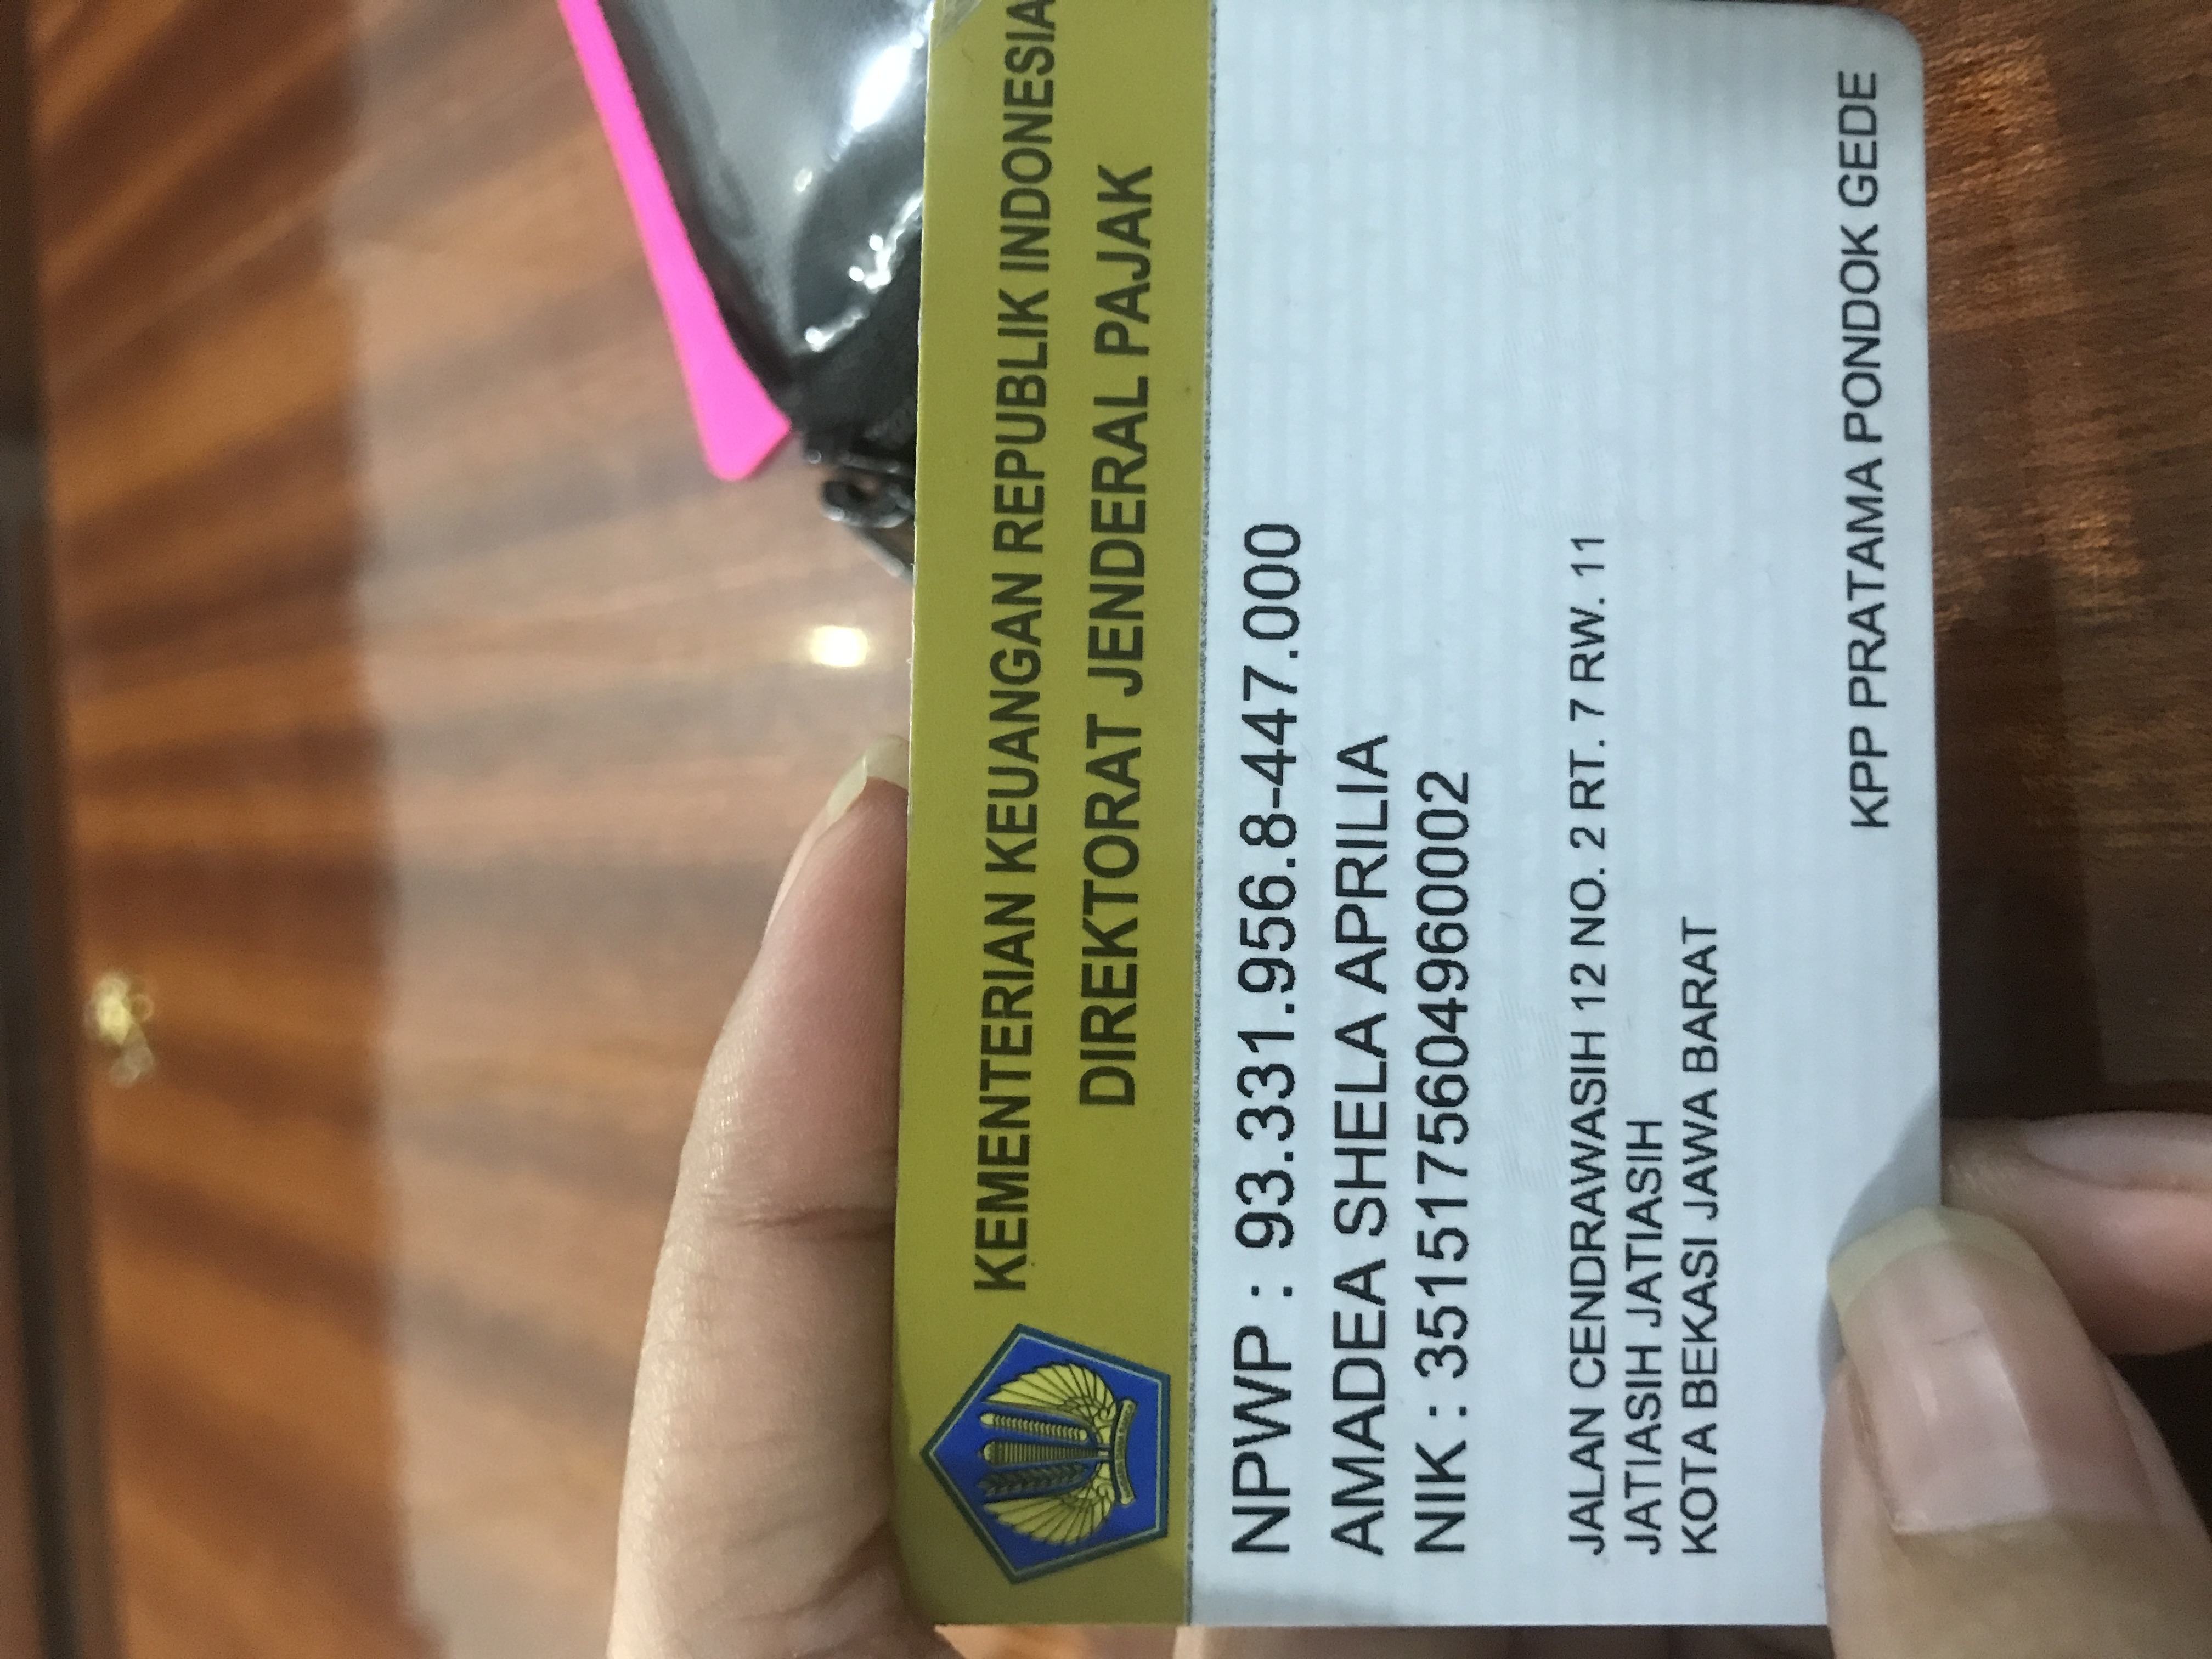 KEMENTERIAN KEUANGAN REPUBLIK INDONESIA
DIREKTORAT JENDERAL PAJAK
NPWP : 93.331.956.8-447.000
AMADEA SHELA APRILIA
NIK : 3515175604960002
JALAN CENDRAWASIH 12 NO. 2 RT. 7 RW. 11
JATIASIH JATIASIH
KOTA BEKASI JAWA BARAT
KPP PRATAMA PONDOK GEDE